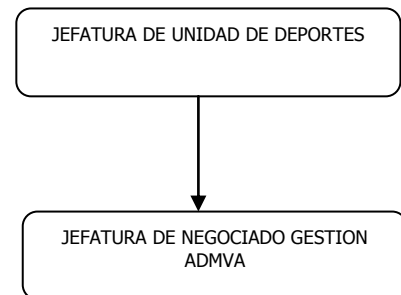 JEFATURA DE UNIDAD DE DEPORTES
JEFATURA DE NEGOCIADO GESTION
ADMVA